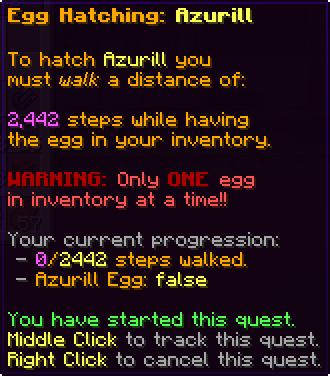 Egg Hatching: Azurill
To hatch Azurill you
must walk a distance of:
2,442 steps while having
the egg in your inventory.
WARNING: Only ONE egg
in inventory at a time!!
Your current progression:
- 0/2442 steps walked.
- Azurill Egg: false
You have started this quest.
Middle Click to track this quest.
Right Click to cancel this quest.